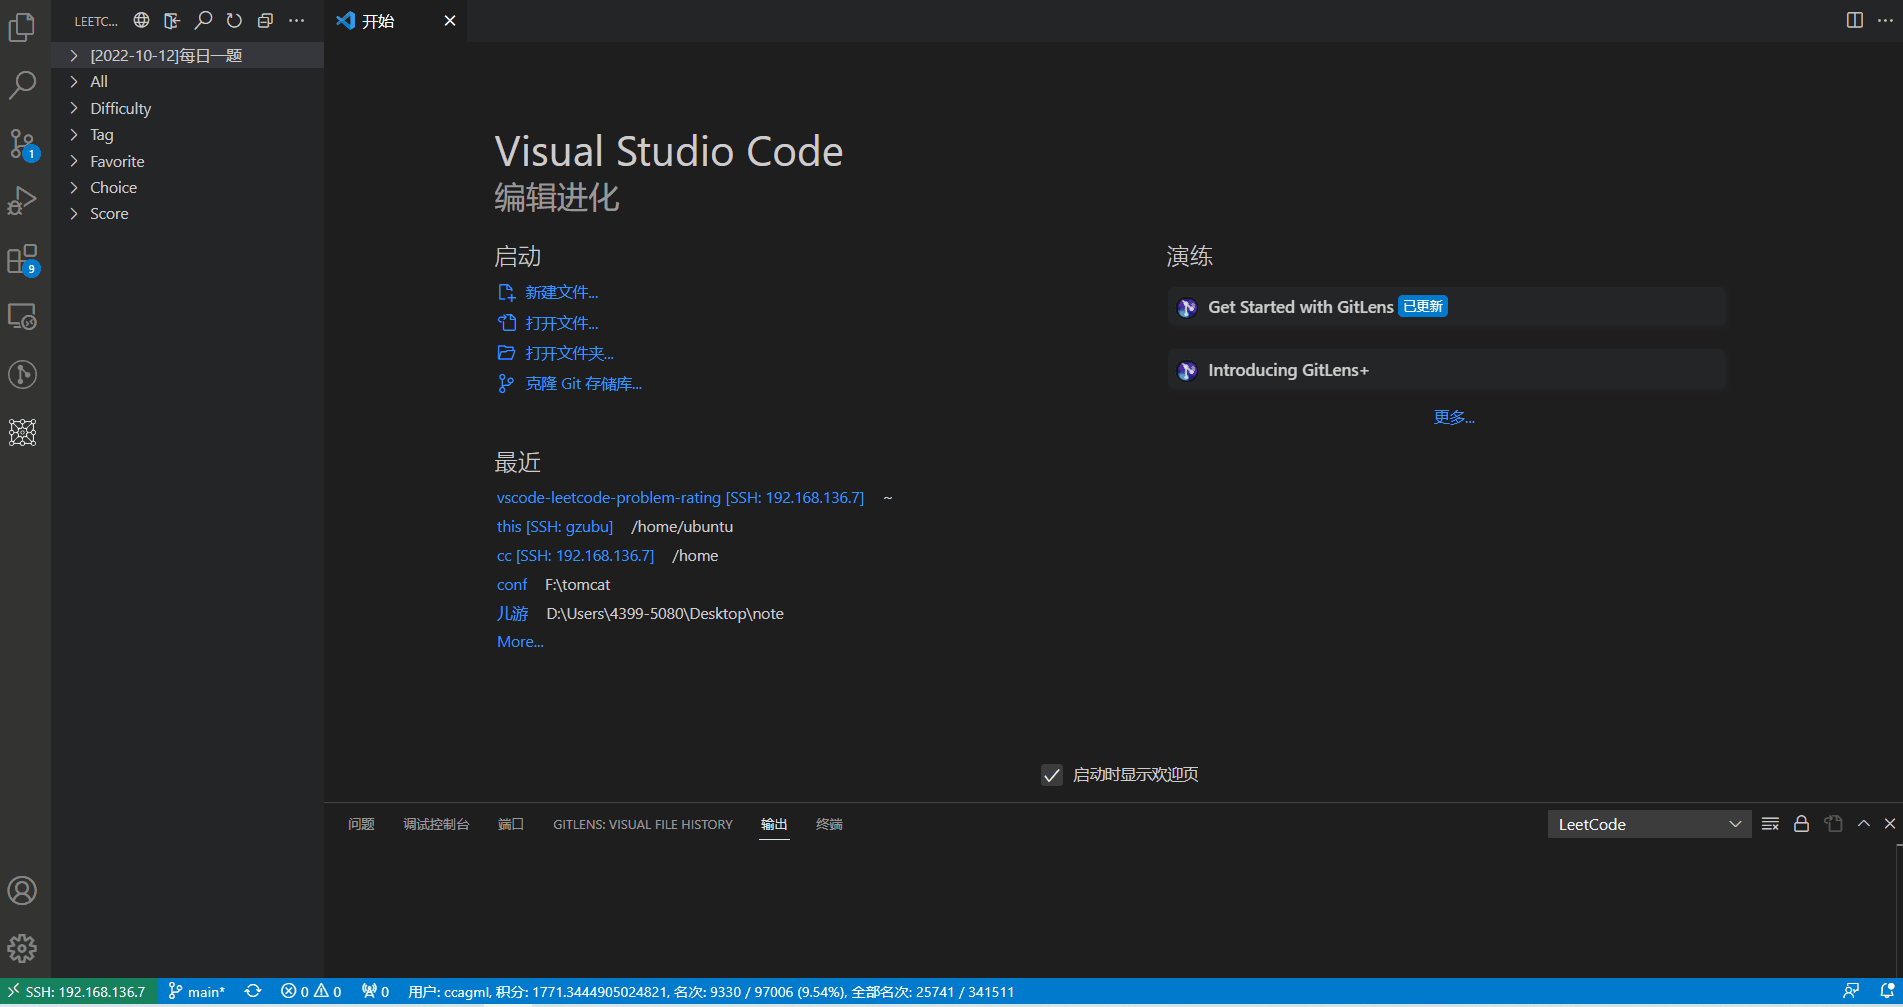 LEETC...
[2022-10-12]每日一题
All
Difficulty
Tag
Favorite
Choice
Score
1
9
开始
Visual Studio Code
编辑进化
启动
新建文件...
打开文件...
打开文件夹...
克隆 Git 存储库...
最近
vscode-leetcode-problem-rating [SSH: 192.168.136.7] ~
this [SSH: gzubu] /home/ubuntu
cc [SSH: 192.168.136.7] /home
conf F:\tomcat
儿游 D:\Users\4399-5080\Desktop\note
More...
演练
Get Started with GitLens 已更新
Introducing GitLens+
更多...
启动时显示欢迎页
问题 调试控制台 端口 GITLENS: VISUAL FILE HISTORY 输出 终端 LeetCode
SSH: 192.168.136.7 main* 0 0 0 用户: ccagml, 积分: 1771.3444905024821, 名次: 9330 / 97006 (9.54%), 全部名次: 25741 / 341511